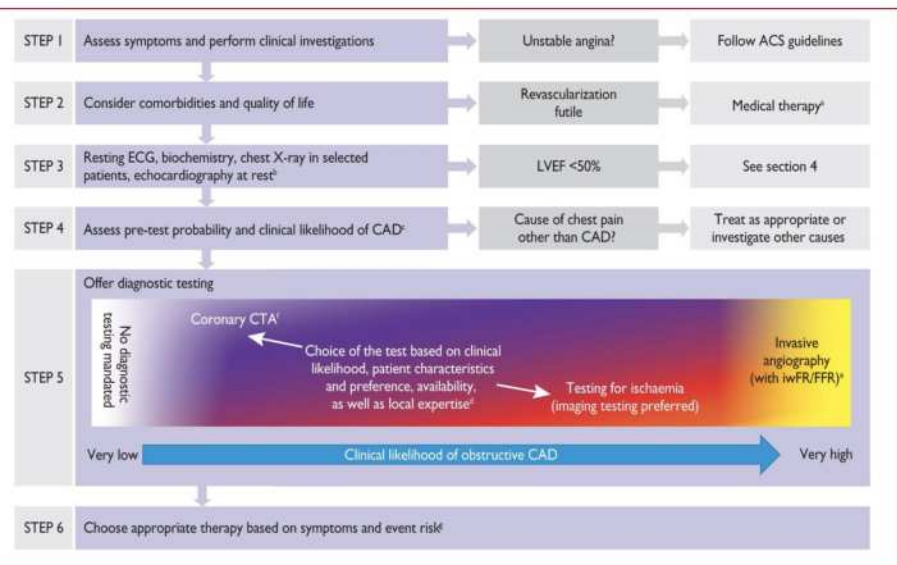 STEP 1
Assess symptoms and perform clinical investigations
Unstable angina?
Follow ACS guidelines
STEP 2
Consider comorbidities and quality of life
Revascularization
futile
Medical therapyᵃ
STEP 3
Resting ECG, biochemistry, chest X-ray in selected
patients, echocardiography at restᵇ
LVEF <50%
See section 4
STEP 4
Assess pre-test probability and clinical likelihood of CADᶜ
Cause of chest pain
other than CAD?
Treat as appropriate or
investigate other causes
STEP 5
Offer diagnostic testing
No diagnostic
testing mandated
Coronary CTAᶠ
Choice of the test based on clinical
likelihood, patient characteristics
and preference, availability,
as well as local expertiseᵈ
Testing for ischaemia
(imaging testing preferred)
Invasive
angiography
(with iwFR/FFR)ᵉ
Very low
Clinical likelihood of obstructive CAD
Very high
STEP 6
Choose appropriate therapy based on symptoms and event riskᵍ